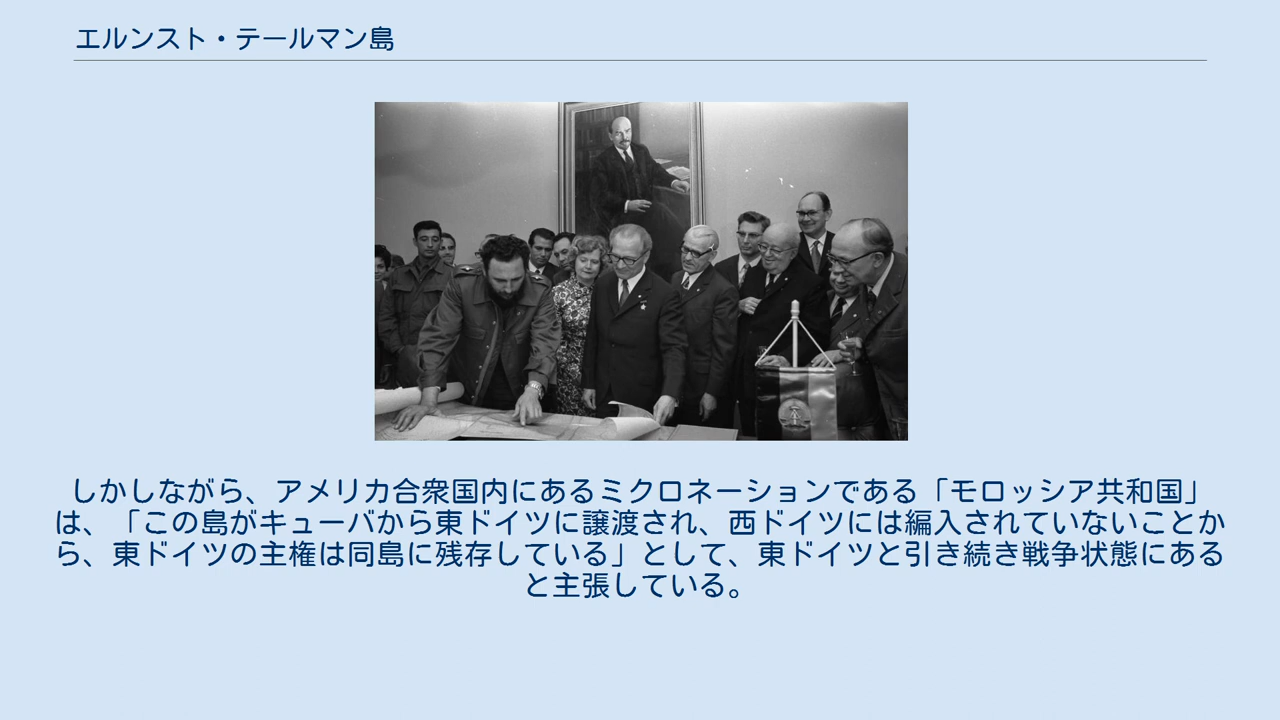 エルンスト・テールマン島
しかしながら、アメリカ合衆国内にあるミクロネーションである「モロッシア共和国」
は、「この島がキューバから東ドイツに譲渡され、西ドイツには編入されていないことか
ら、東ドイツの主権は同島に残存している」として、東ドイツと引き続き戦争状態にある
と主張している。